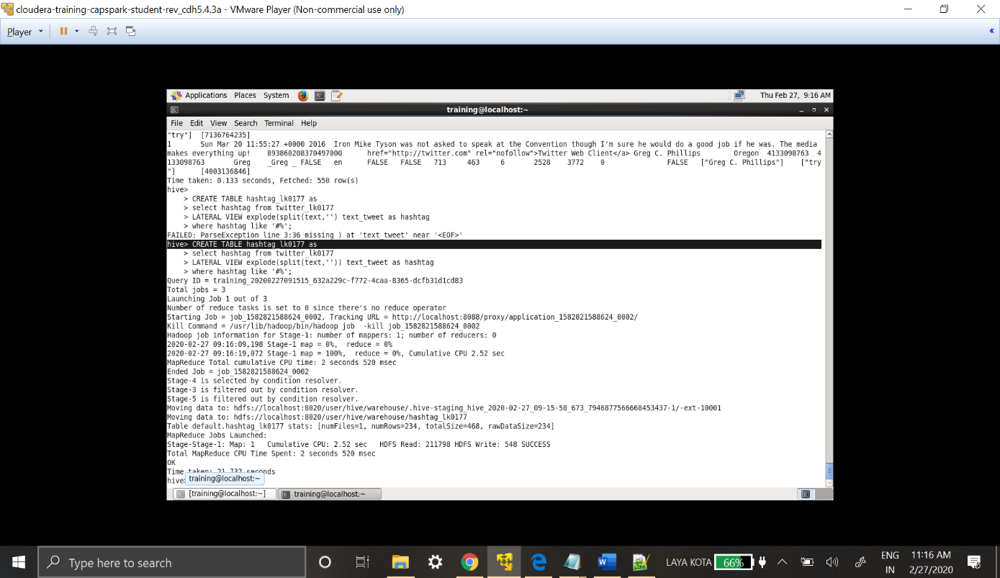 cloudera-training-capspark-student-rev_cdh5.4.3a - VMware Player (Non-commercial use only)
Player
Applications Places System Thu Feb 27, 9:16 AM
training@localhost:~
File Edit View Search Terminal Help
"try"] [7136764235]
1 Sun Mar 20 11:55:27 +0000 2016 Iron Mike Tyson was not asked to speak at the Convention though I'm sure he would do a good job if he was. The media
makes everything up! 893860208370497000 href="http://twitter.com" rel="nofollow">Twitter Web Client</a> Greg C. Phillips Oregon 4133098763 4
133098763 Greg _Greg _ FALSE en FALSE FALSE 713 463 6 2528 3772 0 FALSE ["Greg C. Phillips"] ["try
"] [4003136846]
Time taken: 0.133 seconds, Fetched: 550 row(s)
hive>
> CREATE TABLE hashtag_lk0177 as
> select hashtag from twitter_lk0177
> LATERAL VIEW explode(split(text,'') text_tweet as hashtag
> where hashtag like '#%';
FAILED: ParseException line 3:36 missing ) at 'text_tweet' near '<EOF>'
hive> CREATE TABLE hashtag_lk0177 as
> select hashtag from twitter_lk0177
> LATERAL VIEW explode(split(text,'')) text_tweet as hashtag
> where hashtag like '#%';
Query ID = training_20200227091515_632a229c-f772-4caa-8365-dcfb31d1cd83
Total jobs = 3
Launching Job 1 out of 3
Number of reduce tasks is set to 0 since there's no reduce operator
Starting Job = job_1582821588624_0002, Tracking URL = http://localhost:8088/proxy/application_1582821588624_0002/
Kill Command = /usr/lib/hadoop/bin/hadoop job -kill job_1582821588624_0002
Hadoop job information for Stage-1: number of mappers: 1; number of reducers: 0
2020-02-27 09:16:09,198 Stage-1 map = 0%, reduce = 0%
2020-02-27 09:16:19,072 Stage-1 map = 100%, reduce = 0%, Cumulative CPU 2.52 sec
MapReduce Total cumulative CPU time: 2 seconds 520 msec
Ended Job = job_1582821588624_0002
Stage-4 is selected by condition resolver.
Stage-3 is filtered out by condition resolver.
Stage-5 is filtered out by condition resolver.
Moving data to: hdfs://localhost:8020/user/hive/warehouse/.hive-staging_hive_2020-02-27_09-15-58_673_7946877566668453437-1/-ext-10001
Moving data to: hdfs://localhost:8020/user/hive/warehouse/hashtag_lk0177
Table default.hashtag_lk0177 stats: [numFiles=1, numRows=234, totalSize=468, rawDataSize=234]
MapReduce Jobs Launched:
Stage-Stage-1: Map: 1 Cumulative CPU: 2.52 sec HDFS Read: 211798 HDFS Write: 548 SUCCESS
Total MapReduce CPU Time Spent: 2 seconds 520 msec
OK
Time taken: 21.732 seconds
hive>
training@localhost:~
[training@localhost:~] training@localhost:~
Type here to search
LAYA KOTA 66% ENG 11:16 AM
IN 2/27/2020